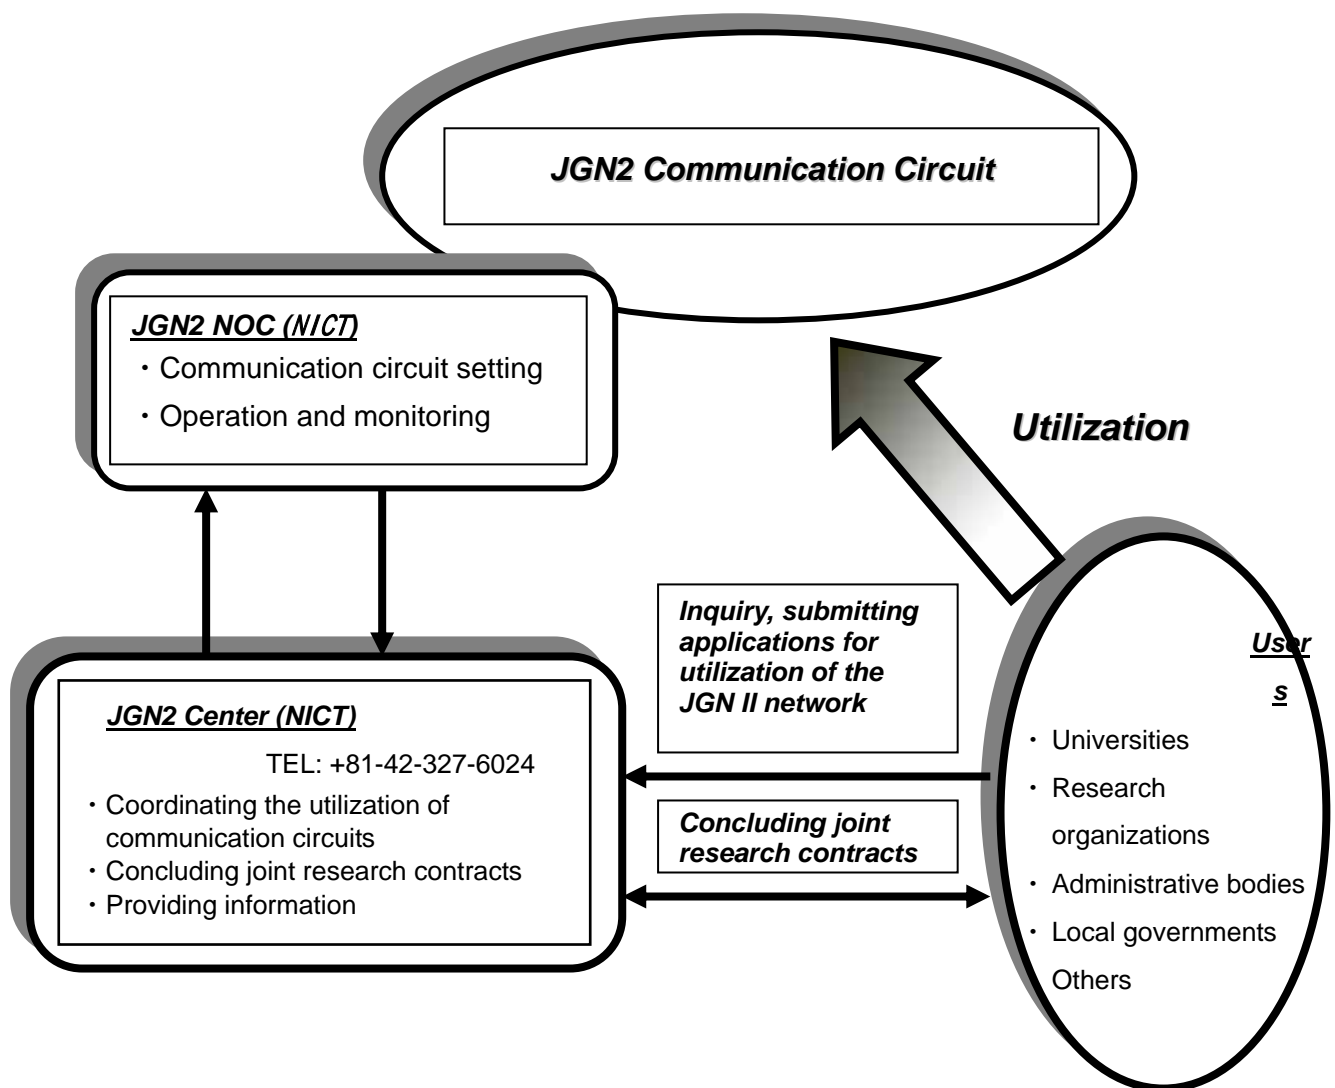 JGN2 Communication Circuit
JGN2 NOC (NICT)
・Communication circuit setting
・Operation and monitoring
Utilization
Inquiry, submitting
applications for
utilization of the
JGN II network
Concluding joint
research contracts
JGN2 Center (NICT)
TEL: +81-42-327-6024
・Coordinating the utilization of
communication circuits
・Concluding joint research contracts
・Providing information
User
s
・ Universities
・ Research
organizations
・ Administrative bodies
・ Local governments
Others